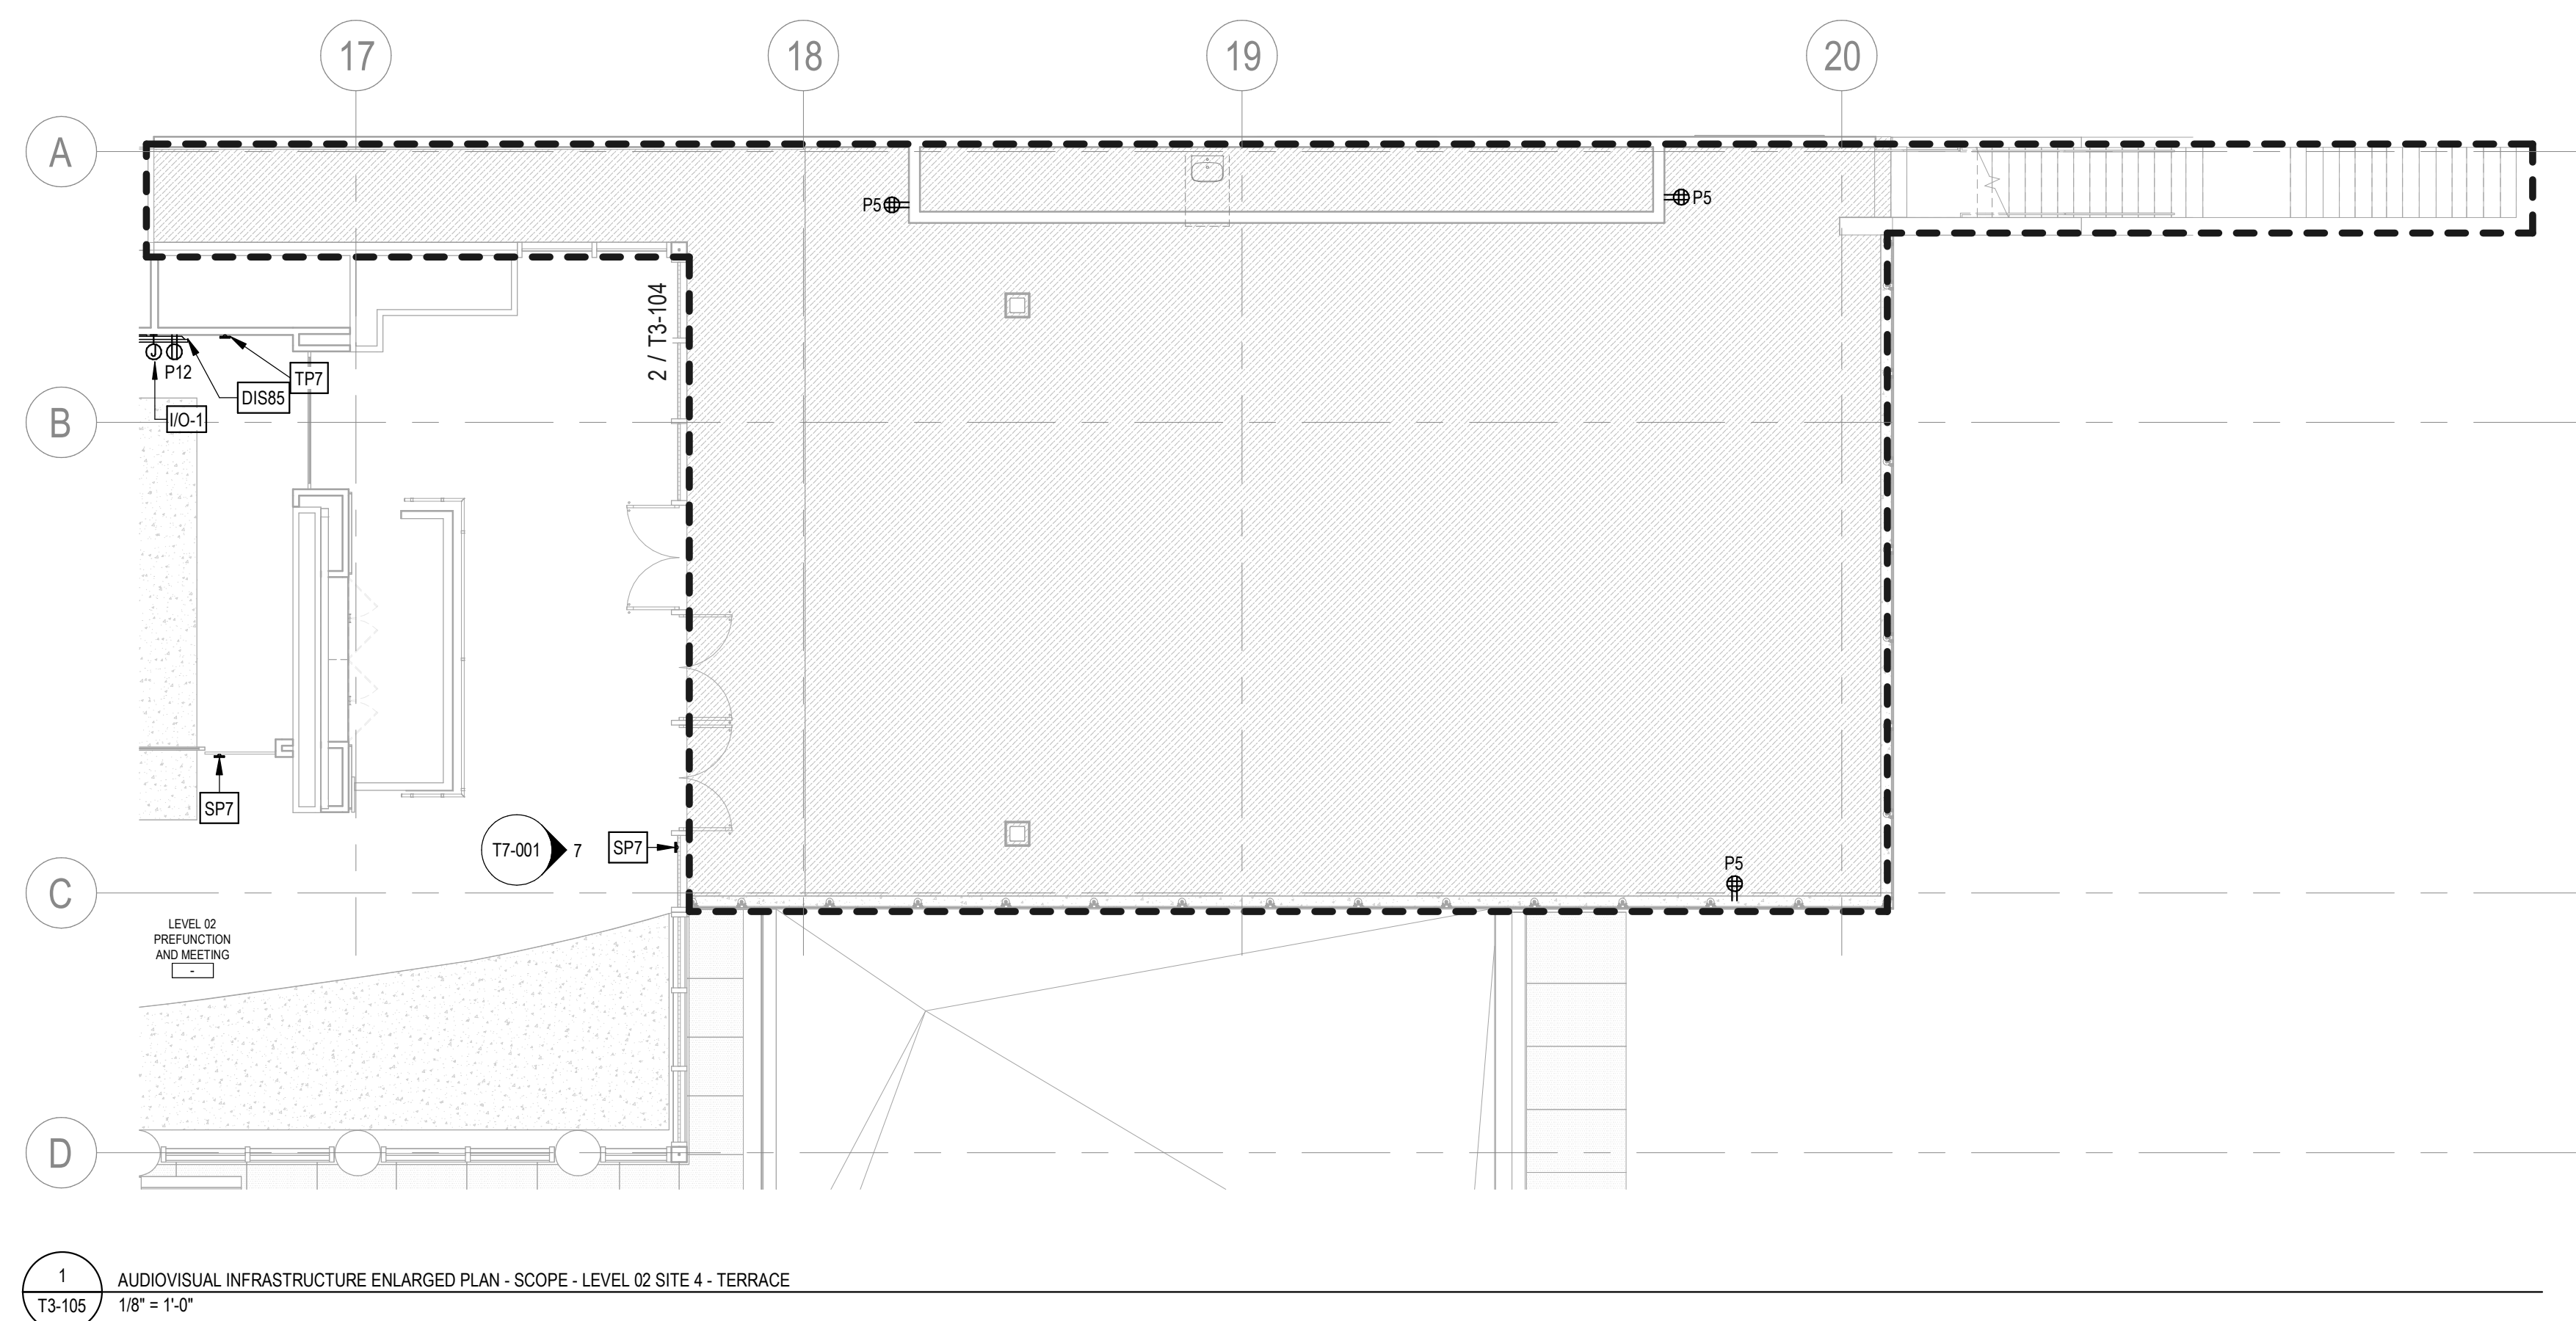 17
18
19
20
A
P5
P5
2 / T3-104
J
P12
TP7
DIS85
I/O-1
B
SP7
T7-001
7
SP7
P5
C
LEVEL 02
PREFUNCTION
AND MEETING
-
D
1
T3-105
AUDIOVISUAL INFRASTRUCTURE ENLARGED PLAN - SCOPE - LEVEL 02 SITE 4 - TERRACE
1/8" = 1'-0"